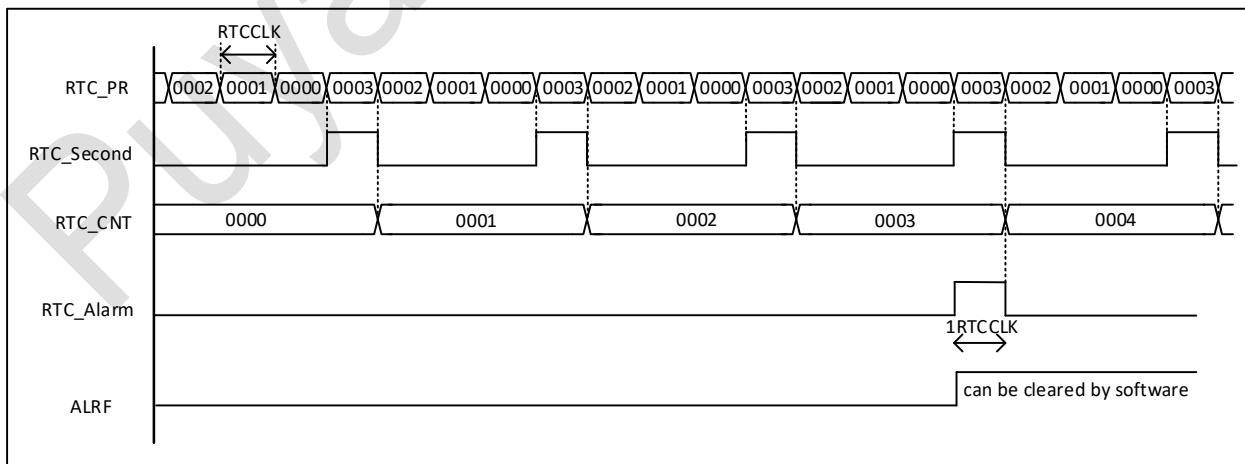 RTCCLK
RTC_PR 0002 0001 0000 0003 0002 0001 0000 0003 0002 0001 0000 0003 0002 0001 0000 0003 0002 0001 0000 0003
RTC_Second
RTC_CNT 0000 0001 0002 0003 0004
RTC_Alarm
1RTCCLK
can be cleared by software
ALRF
Puya